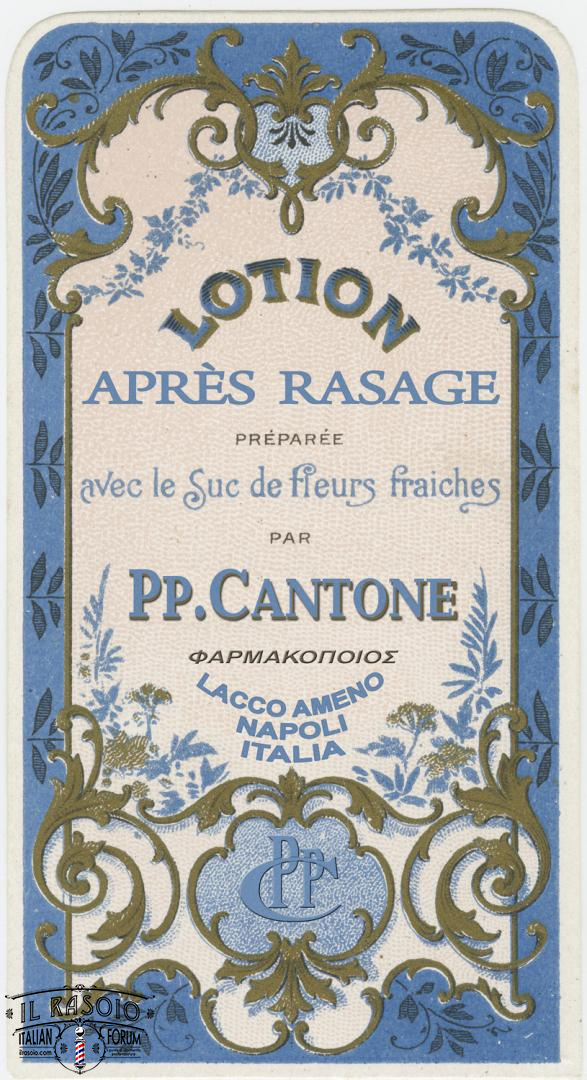 LOTION
APRÈS RASAGE
PRÉPARÉE
avec le Suc de fleurs fraiches
PAR
PP. CANTONE
ΦΑΡΜΑΚΟΠΟΙΟΣ
LACCO AMENO
NAPOLI
ITALIA
CPP
IL RASOIO
ITALIAN FORUM
ilrasoio.com